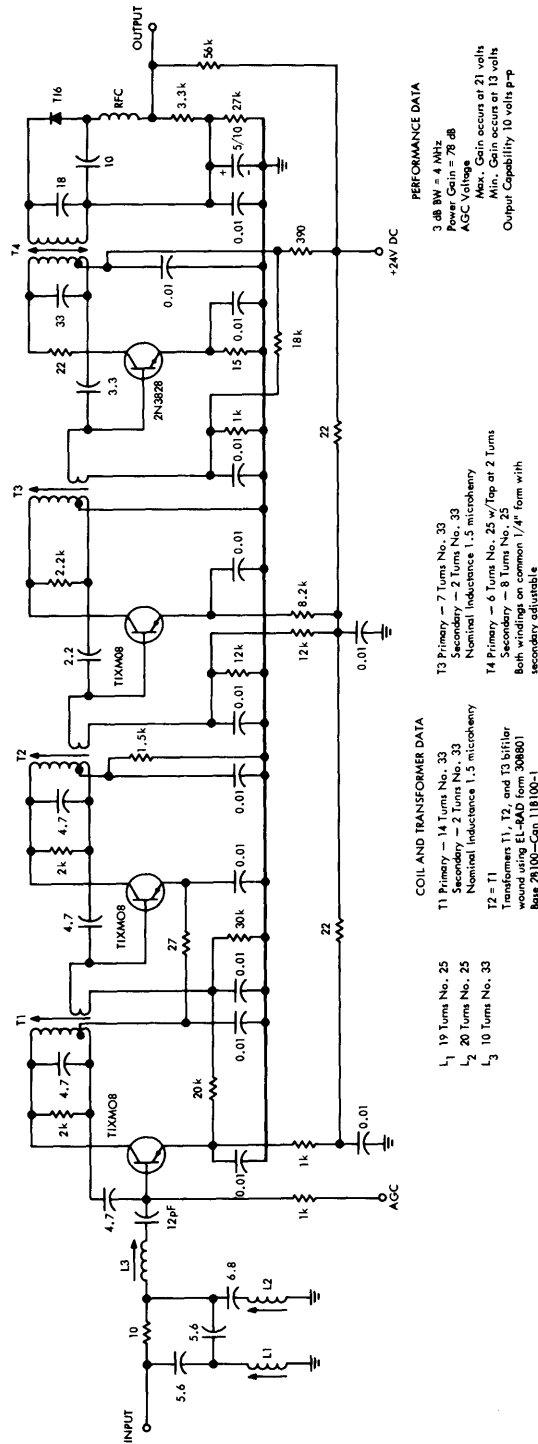 INPUT
10
5.6
5.6
L1
6.8
L2
L3
12pF
4.7
1k
AGC
TIXMO8
2k
4.7
T1
0.01
20k
1k
0.01
0.01
0.01
30k
27
22
4.7
TIXMO8
2k
4.7
T2
0.01
0.01
1.5k
0.01
12k
12k
0.01
2.2
TIXMO8
2.2k
T3
0.01
8.2k
22
0.01
1k
18k
3.3
2N3828
22
33
T4
15
0.01
0.01
390
+24V DC
18
10
TI6
RFC
0.01
5/10
+
-
3.3k
27k
56k
OUTPUT
COIL AND TRANSFORMER DATA
L1 19 Turns No. 25
L2 20 Turns No. 25
L3 10 Turns No. 33
T1 Primary – 14 Turns No. 33
Secondary – 2 Tunrs No. 33
Nominal Inductance 1.5 microhenry
T2 = T1
Transformers T1, T2, and T3 bifilar
wound using EL-RAD form 308801
Base 78100–Can 118100-1
T3 Primary – 7 Turns No. 33
Secondary – 2 Turns No. 33
Nominal Inductance 1.5 microhenry
T4 Primary – 6 Turns No. 25 w/Tap at 2 Turns
Secondary – 8 Turns No. 25
Both windings on common 1/4" form with
secondary adjustable
PERFORMANCE DATA
3 dB BW = 4 MHz
Power Gain = 78 dB
AGC Voltage
Max. Gain occurs at 21 volts
Min. Gain occurs at 13 volts
Output Capability 10 volts p-p